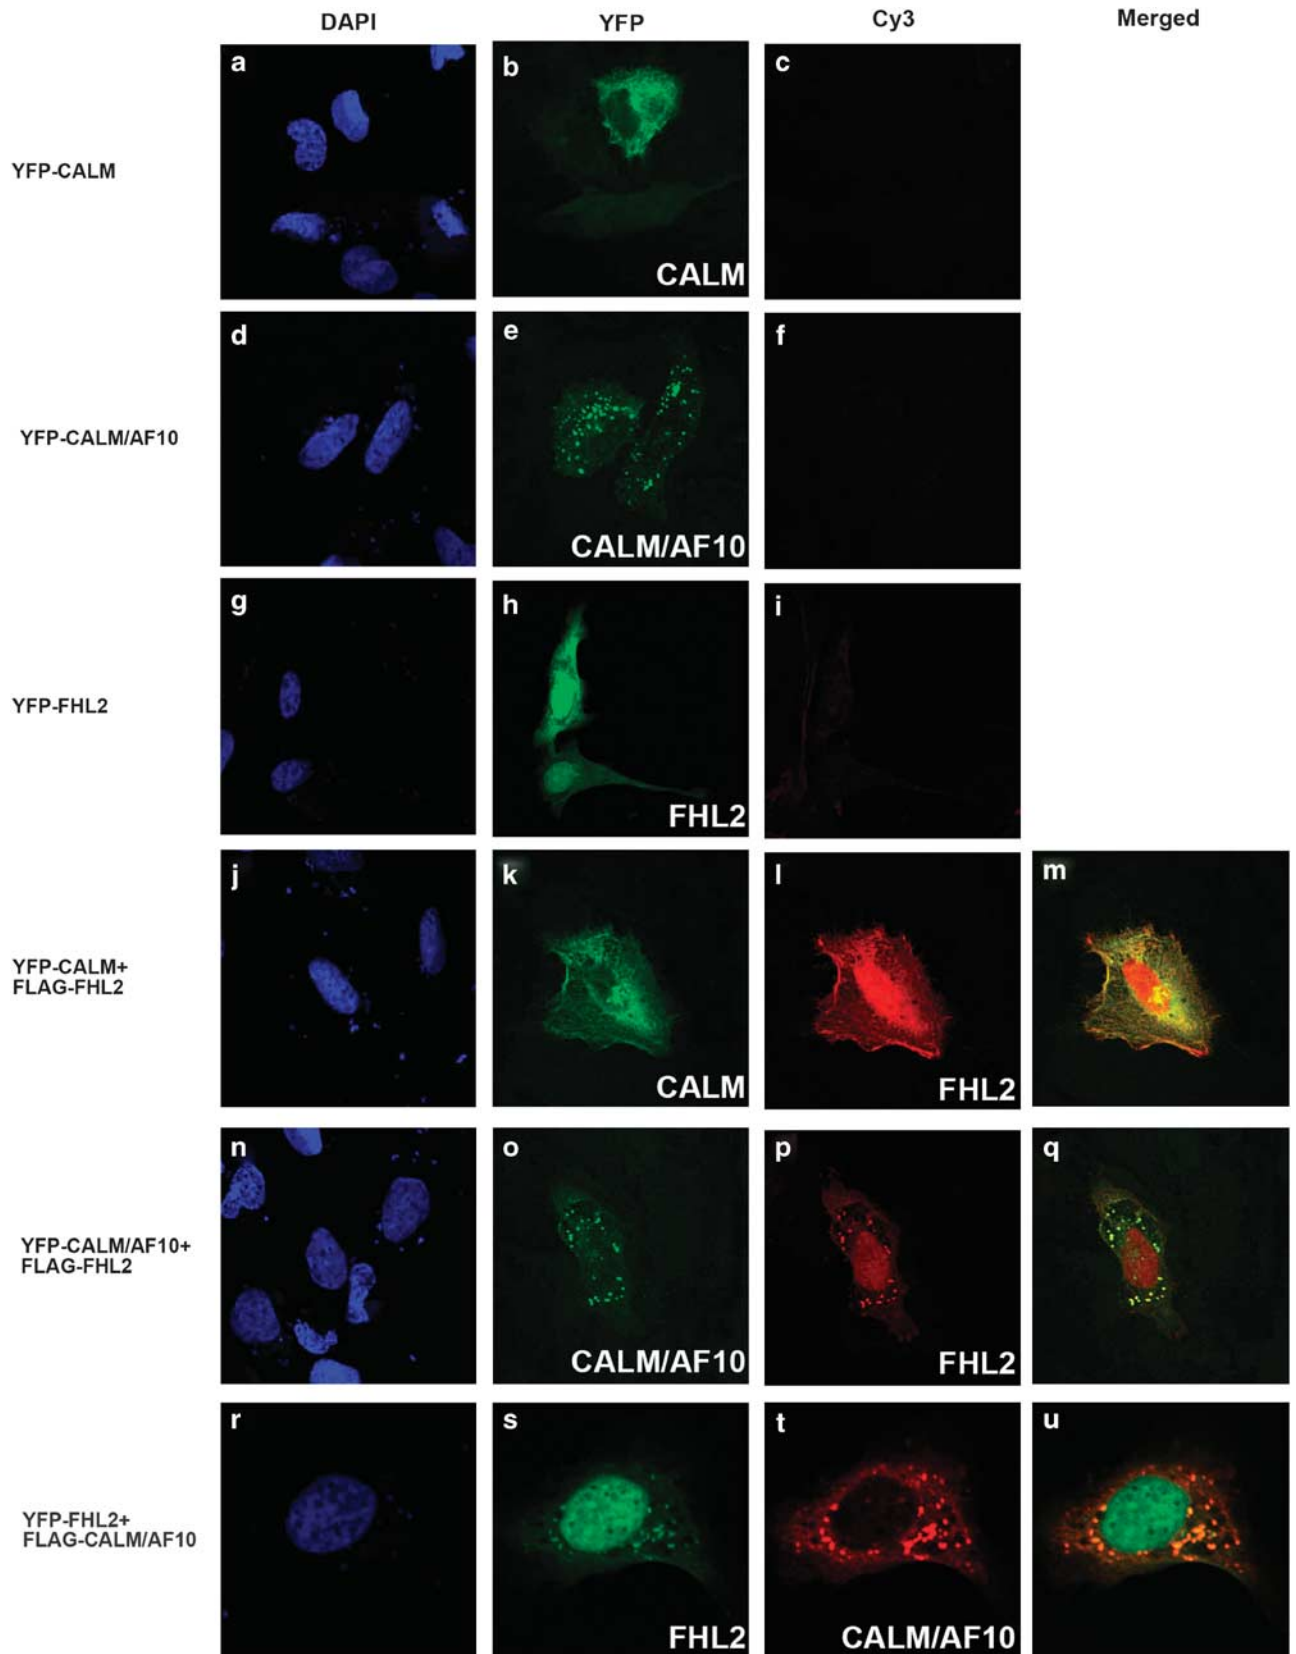 DAPI YFP Cy3 Merged
a b c
YFP-CALM
CALM
d e f
YFP-CALM/AF10
CALM/AF10
g h i
YFP-FHL2
FHL2
j k l m
YFP-CALM+
FLAG-FHL2
CALM FHL2
n o p q
YFP-CALM/AF10+
FLAG-FHL2
CALM/AF10 FHL2
r s t u
YFP-FHL2+
FLAG-CALM/AF10
FHL2 CALM/AF10